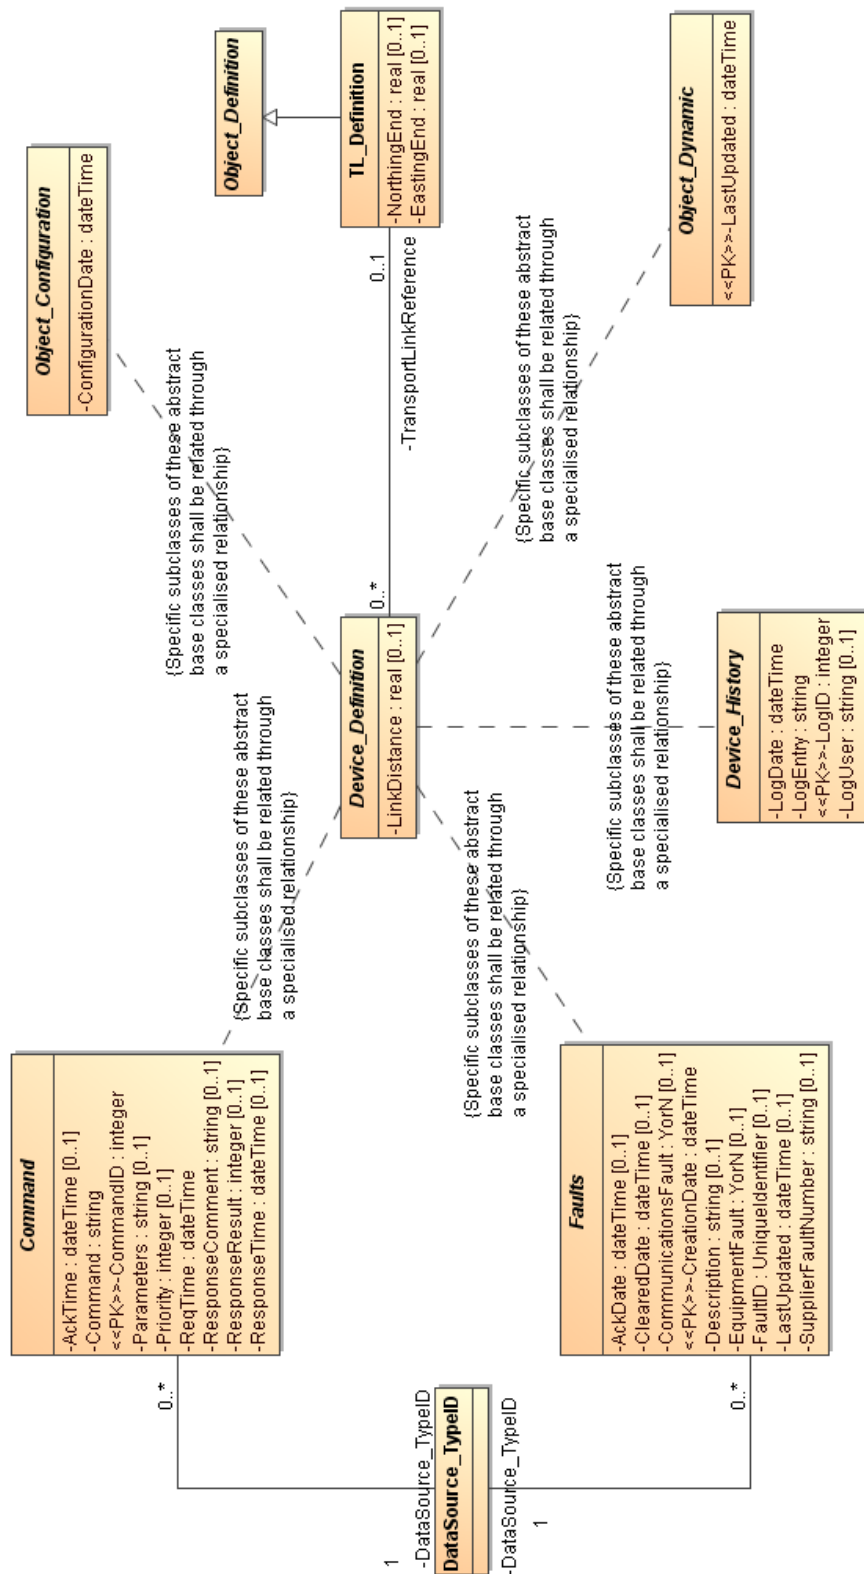 Command
-AckTime : dateTime [0..1]
-Command : string
<<PK>>-CommandID : integer
-Parameters : string [0..1]
-Priority : integer [0..1]
-ReqTime : dateTime
-ResponseComment : string [0..1]
-ResponseResult : integer [0..1]
-ResponseTime : dateTime [0..1]
0..*
1
-DataSource_TypeID
DataSource_TypeID
-DataSource_TypeID
1
0..*
Faults
-AckDate : dateTime [0..1]
-ClearedDate : dateTime [0..1]
-CommunicationsFault : YorN [0..1]
<<PK>>-CreationDate : dateTime
-Description : string [0..1]
-EquipmentFault : YorN [0..1]
-FaultID : UniqueIdentifier
-LastUpdated : dateTime [0..1]
-SupplierFaultNumber : string [0..1]
{Specific subclasses of these abstract
base classes shall be related through
a specialised relationship}
{Specific subclasses of these abstract
base classes shall be related through
a specialised relationship}
Device_Definition
-LinkDistance : real [0..1]
{Specific subclasses of these abstract
base classes shall be related through
a specialised relationship}
Device_History
-LogDate : dateTime
-LogEntry : string
<<PK>>-LogID : integer
-LogUser : string [0..1]
{Specific subclasses of these abstract
base classes shall be related through
a specialised relationship}
Object_Configuration
-ConfigurationDate : dateTime
0..*
-TransportLinkReference
0..1
Object_Definition
TL_Definition
-NorthingEnd : real [0..1]
-EastingEnd : real [0..1]
{Specific subclasses of these abstract
base classes shall be related through
a specialised relationship}
Object_Dynamic
<<PK>>-LastUpdated : dateTime